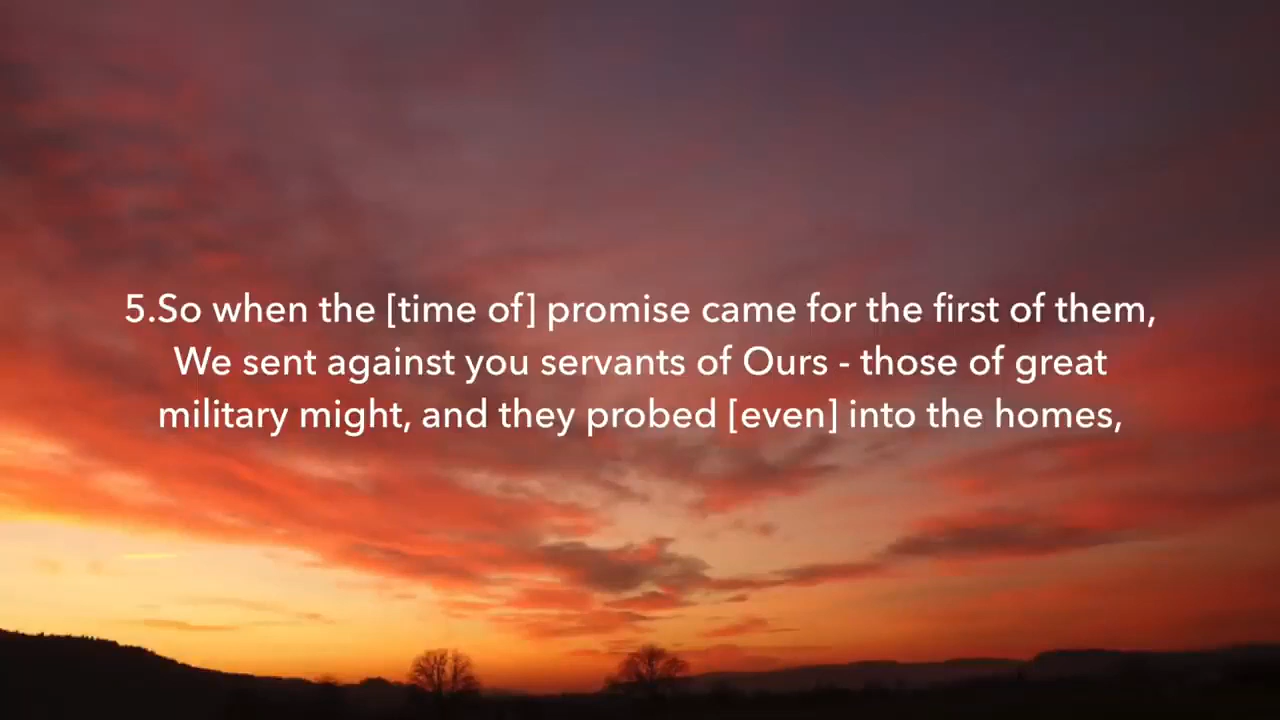 5.So when the [time of] promise came for the first of them,
We sent against you servants of Ours - those of great
military might, and they probed [even] into the homes,